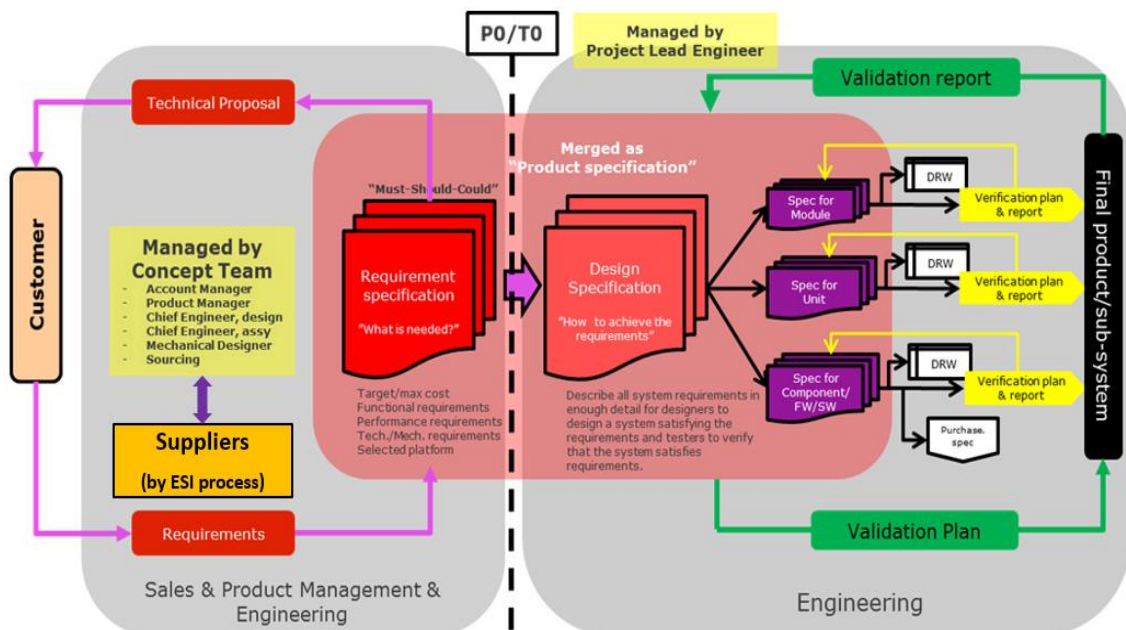 P0/T0
Managed by
Project Lead Engineer
Technical Proposal
Validation report
Customer
Managed by
Concept Team
- Account Manager
- Product Manager
- Chief Engineer, design
- Chief Engineer, assy
- Mechanical Designer
- Sourcing
Suppliers
(by ESI process)
Requirements
Sales & Product Management &
Engineering
Merged as
“Product specification”
“Must-Should-Could”
Requirement
specification
"What is needed?"
Target/max cost
Functional requirements
Performance requirements
Tech./Mech. requirements
Selected platform
Design
Specification
"How to achieve the
requirements"
Describe all system requirements in
enough detail for designers to
design a system satisfying the
requirements and testers to verify
that the system satisfies
requirements.
Spec for
Module
DRW
Verification plan
& report
Spec for
Unit
DRW
Verification plan
& report
Spec for
Component/
FW/SW
DRW
Verification plan
& report
Purchase.
spec
Final product/sub-system
Validation Plan
Engineering